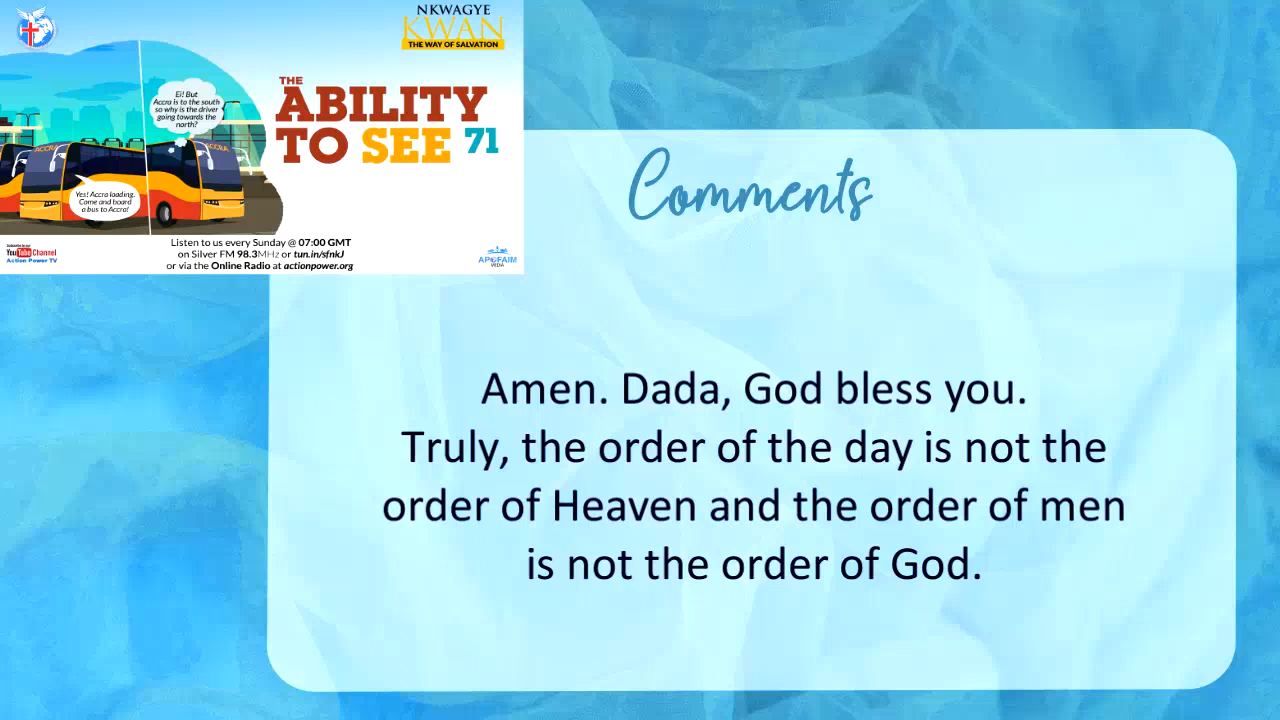 NKWAGYE
KWAN
THE WAY OF SALVATION
THE
ABILITY
TO SEE 71
Ei! But
Accra is to the south
so why is the driver
going towards the
north?
ACCRA
ACCRA
Yes! Accra loading.
Come and board
a bus to Accra!
Listen to us every Sunday @ 07:00 GMT
on Silver FM 98.3MHz or tun.in/sfnkJ
or via the Online Radio at actionpower.org
YouTube Channel
Action Power TV
APOFAIM
MEDIA
Comments
Amen. Dada, God bless you.
Truly, the order of the day is not the
order of Heaven and the order of men
is not the order of God.